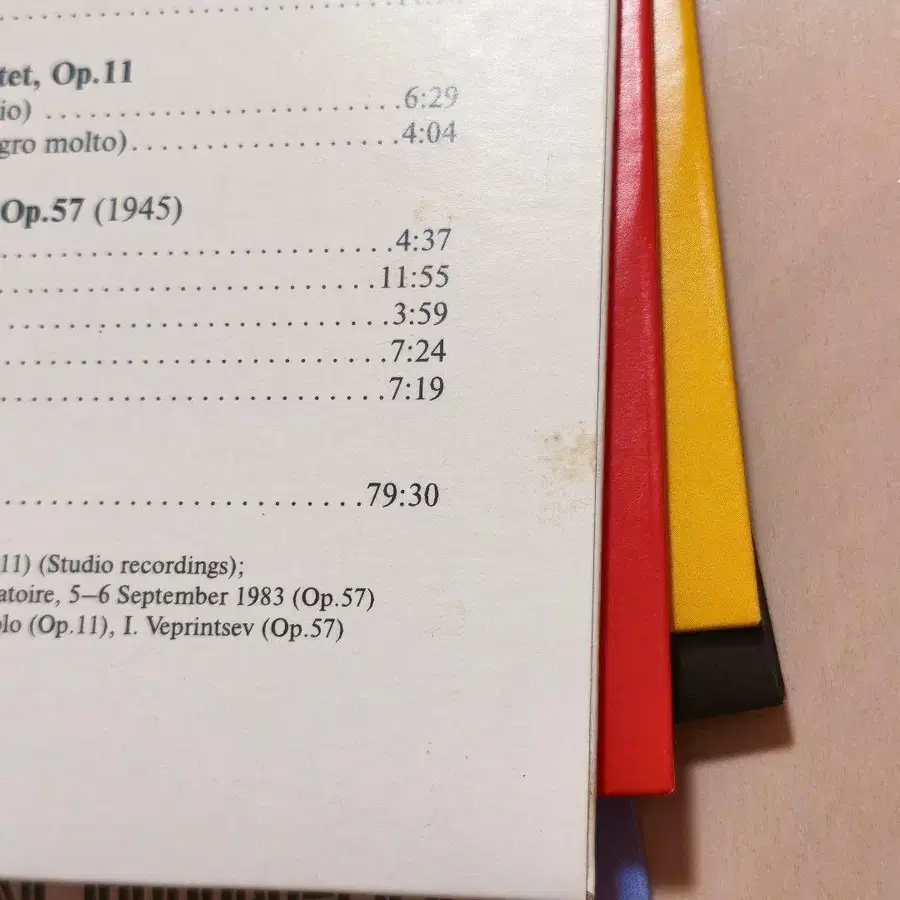 tet, Op.11
io) ........................................6:29
gro molto)..............................4:04
Op.57 (1945)
........................................4:37
........................................11:55
........................................3:59
........................................7:24
........................................7:19
........................................79:30
11) (Studio recordings);
atoire, 5–6 September 1983 (Op.57)
olo (Op.11), I. Veprintsev (Op.57)